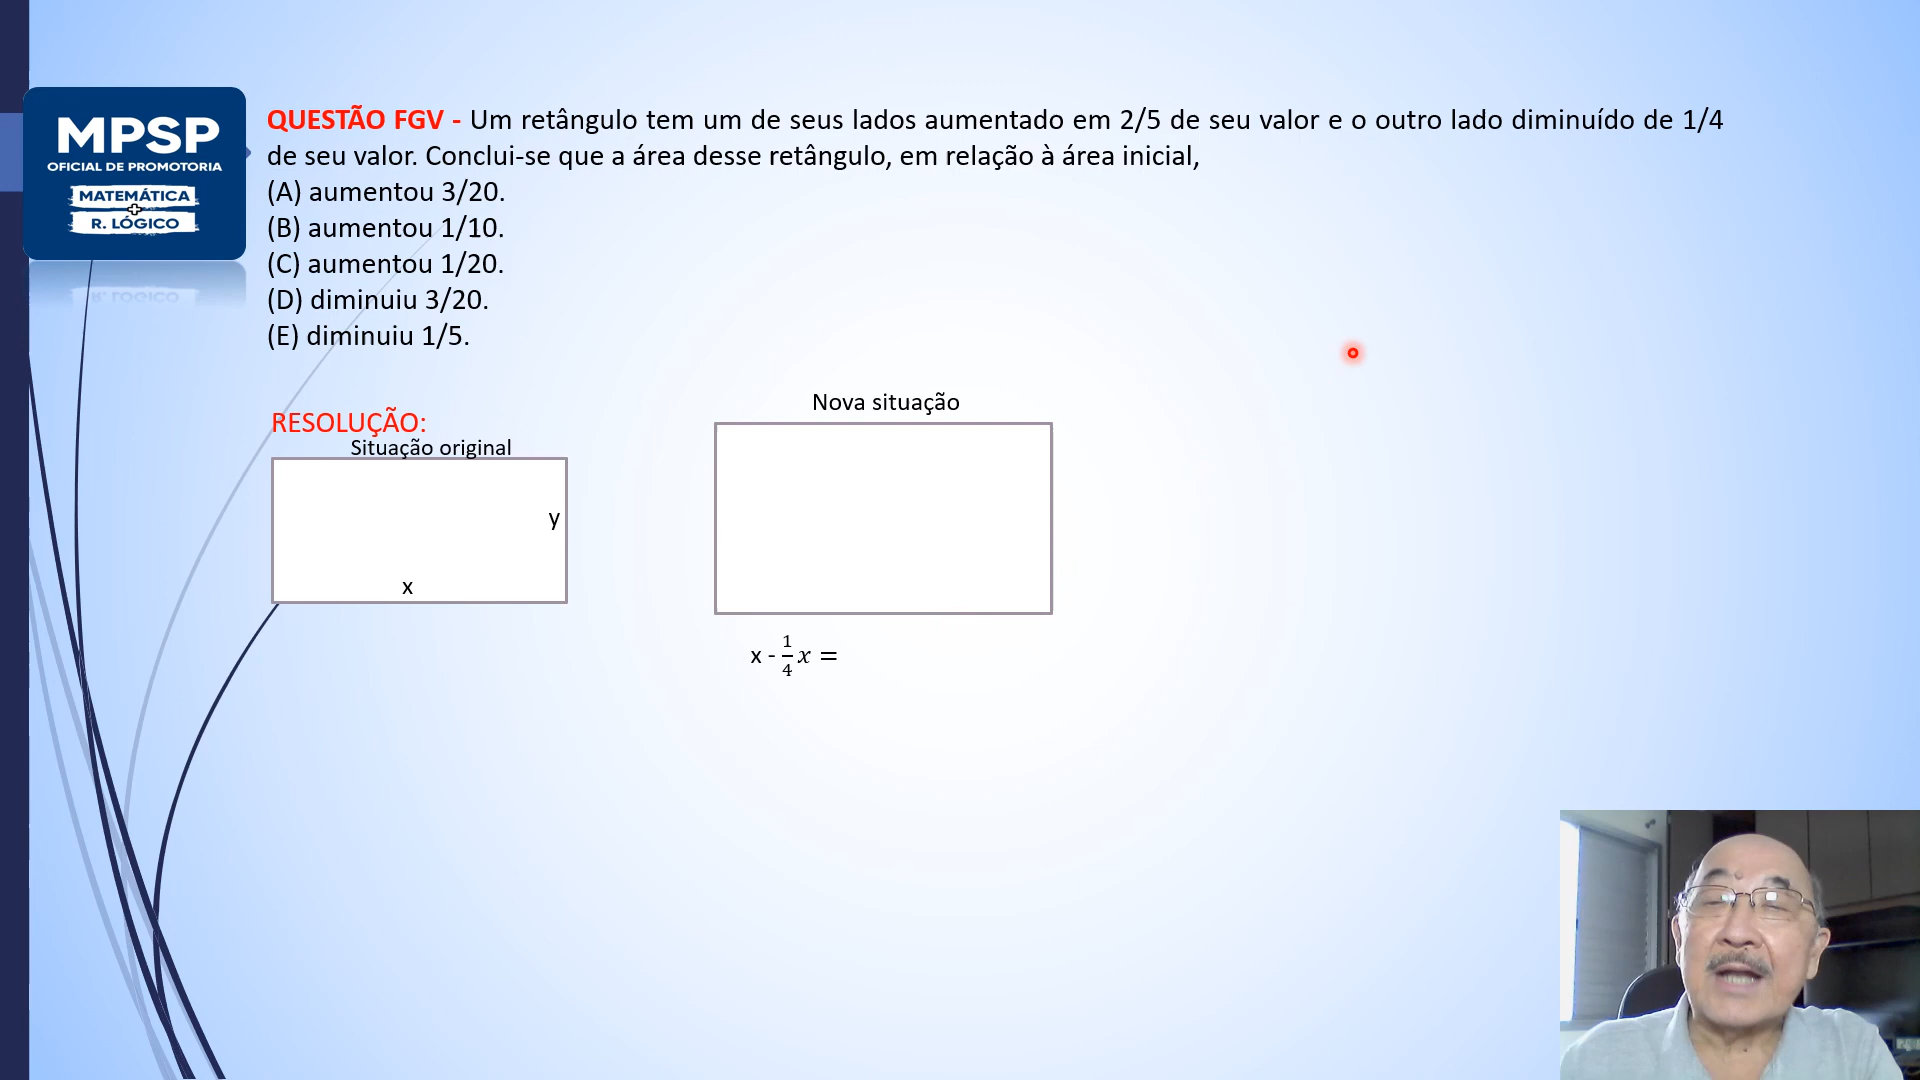 MPSP
OFICIAL DE PROMOTORIA
MATEMÁTICA
+
R. LÓGICO
QUESTÃO FGV - Um retângulo tem um de seus lados aumentado em 2/5 de seu valor e o outro lado diminuído de 1/4
de seu valor. Conclui-se que a área desse retângulo, em relação à área inicial,
(A) aumentou 3/20.
(B) aumentou 1/10.
(C) aumentou 1/20.
(D) diminuiu 3/20.
(E) diminuiu 1/5.
RESOLUÇÃO:
Situação original
y
x
Nova situação
x - 1/4 x =